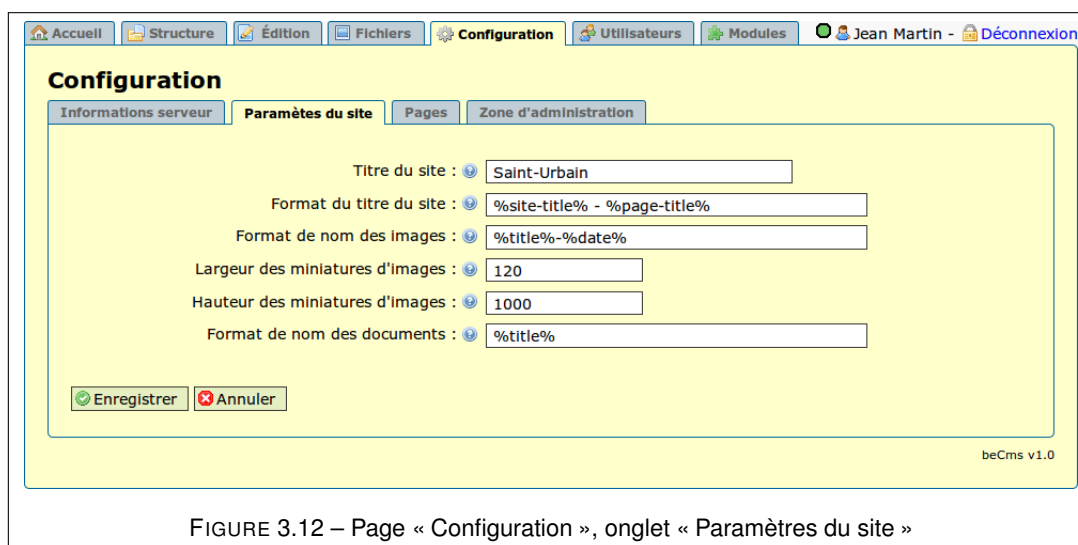 Accueil Structure Édition Fichiers Configuration Utilisateurs Modules Jean Martin - Déconnexion
Configuration
Informations serveur Paramètes du site Pages Zone d'administration
Titre du site : Saint-Urbain
Format du titre du site : %site-title% - %page-title%
Format de nom des images : %title%-%date%
Largeur des miniatures d'images : 120
Hauteur des miniatures d'images : 1000
Format de nom des documents : %title%
Enregistrer Annuler
beCms v1.0
FIGURE 3.12 – Page « Configuration », onglet « Paramètres du site »